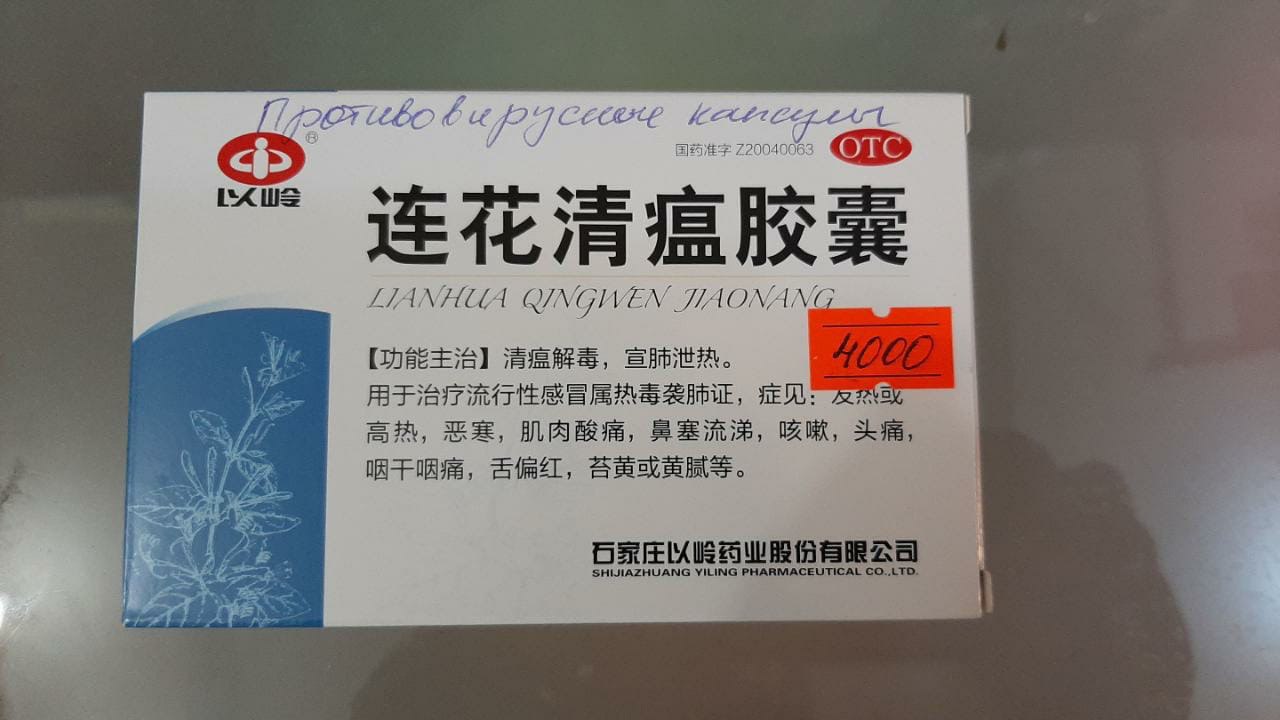 Противовирусные капсулы
国药准字 Z20040063 OTC
®
以岭
连花清瘟胶囊
LIANHUA QINGWEN JIAONANG
4000
【功能主治】清瘟解毒，宣肺泄热。
用于治疗流行性感冒属热毒袭肺证，症见：发热或
高热，恶寒，肌肉酸痛，鼻塞流涕，咳嗽，头痛，
咽干咽痛，舌偏红，苔黄或黄腻等。
石家庄以岭药业股份有限公司
SHIJIAZHUANG YILING PHARMACEUTICAL CO.,LTD.